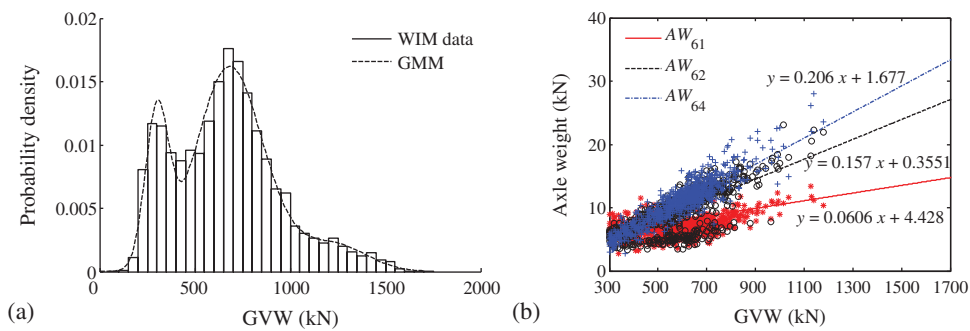 0.02
0.015
0.01
0.005
0
Probability density
WIM data
GMM
0 500 1000 1500 2000
GVW (kN)
(a)
40
30
20
10
0
Axle weight (kN)
AW61
AW62
AW64
y = 0.206 x + 1.677
y = 0.157 x + 0.3551
y = 0.0606 x + 4.428
300 500 700 900 1100 1300 1500 1700
GVW (kN)
(b)